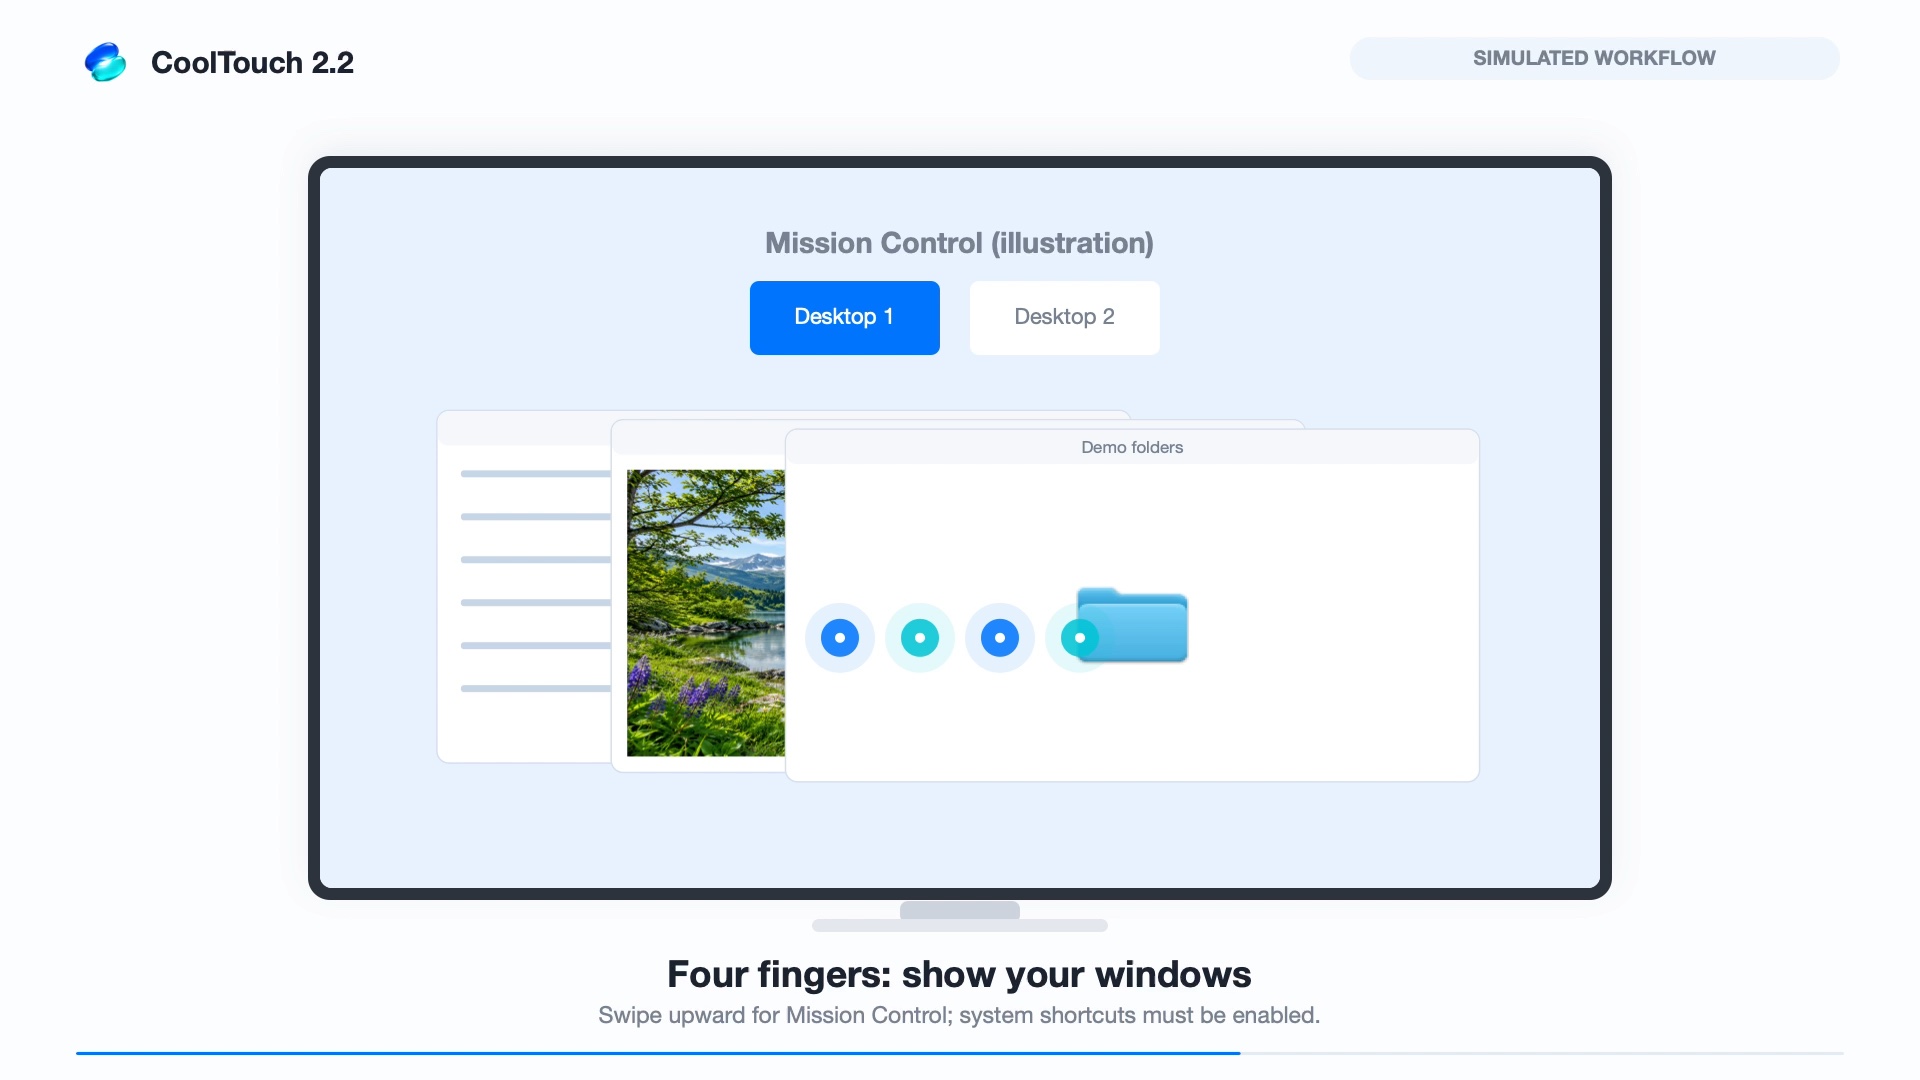 CoolTouch 2.2
SIMULATED WORKFLOW
Mission Control (illustration)
Desktop 1
Desktop 2
Demo folders
Four fingers: show your windows
Swipe upward for Mission Control; system shortcuts must be enabled.